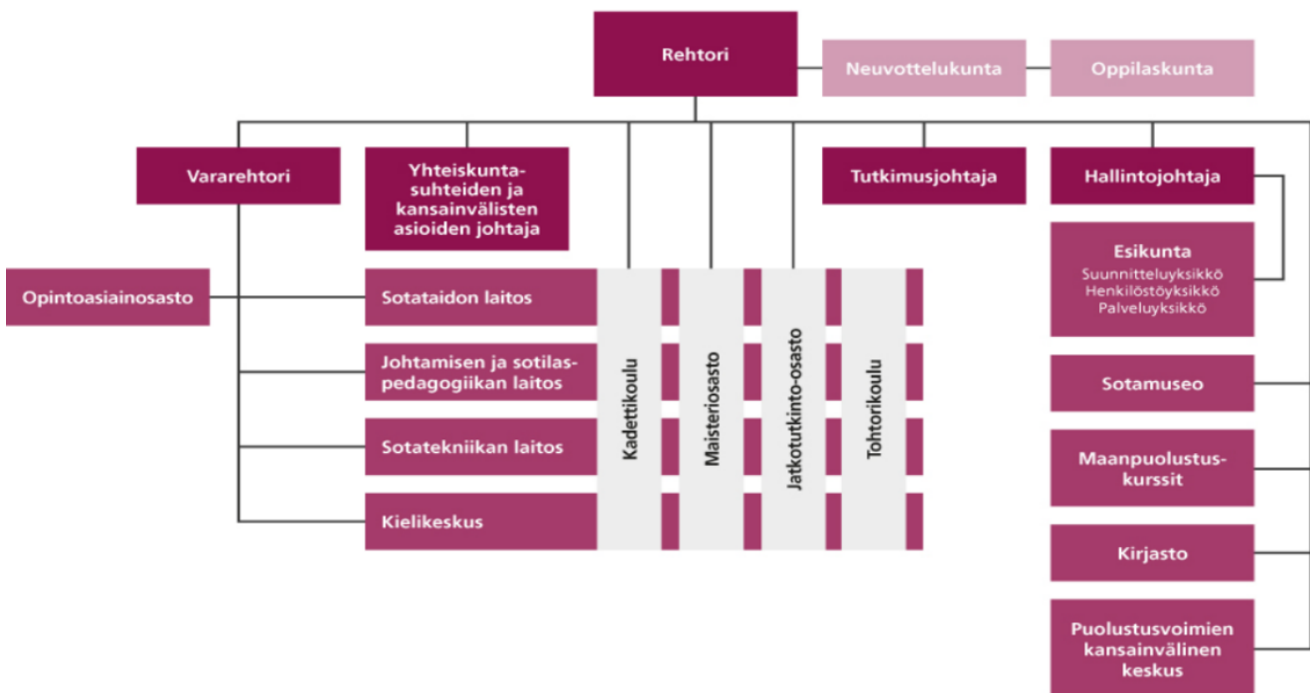 Rehtori
Neuvottelukunta
Oppilaskunta
Vararehtori
Yhteiskunta-
suhteiden ja
kansainvälisten
asioiden johtaja
Tutkimusjohtaja
Hallintojohtaja
Esikunta
Suunnitteluyksikkö
Henkilöstöyksikkö
Palveluyksikkö
Opintoasiainosasto
Sotataidon laitos
Johtamisen ja sotilas-
pedagogiikan laitos
Sotatekniikan laitos
Kielikeskus
Kadettikoulu
Maisteriosasto
Jatkotutkinto-osasto
Tohtorikoulu
Sotamuseo
Maanpuolustus-
kurssit
Kirjasto
Puolustusvoimien
kansainvälinen
keskus